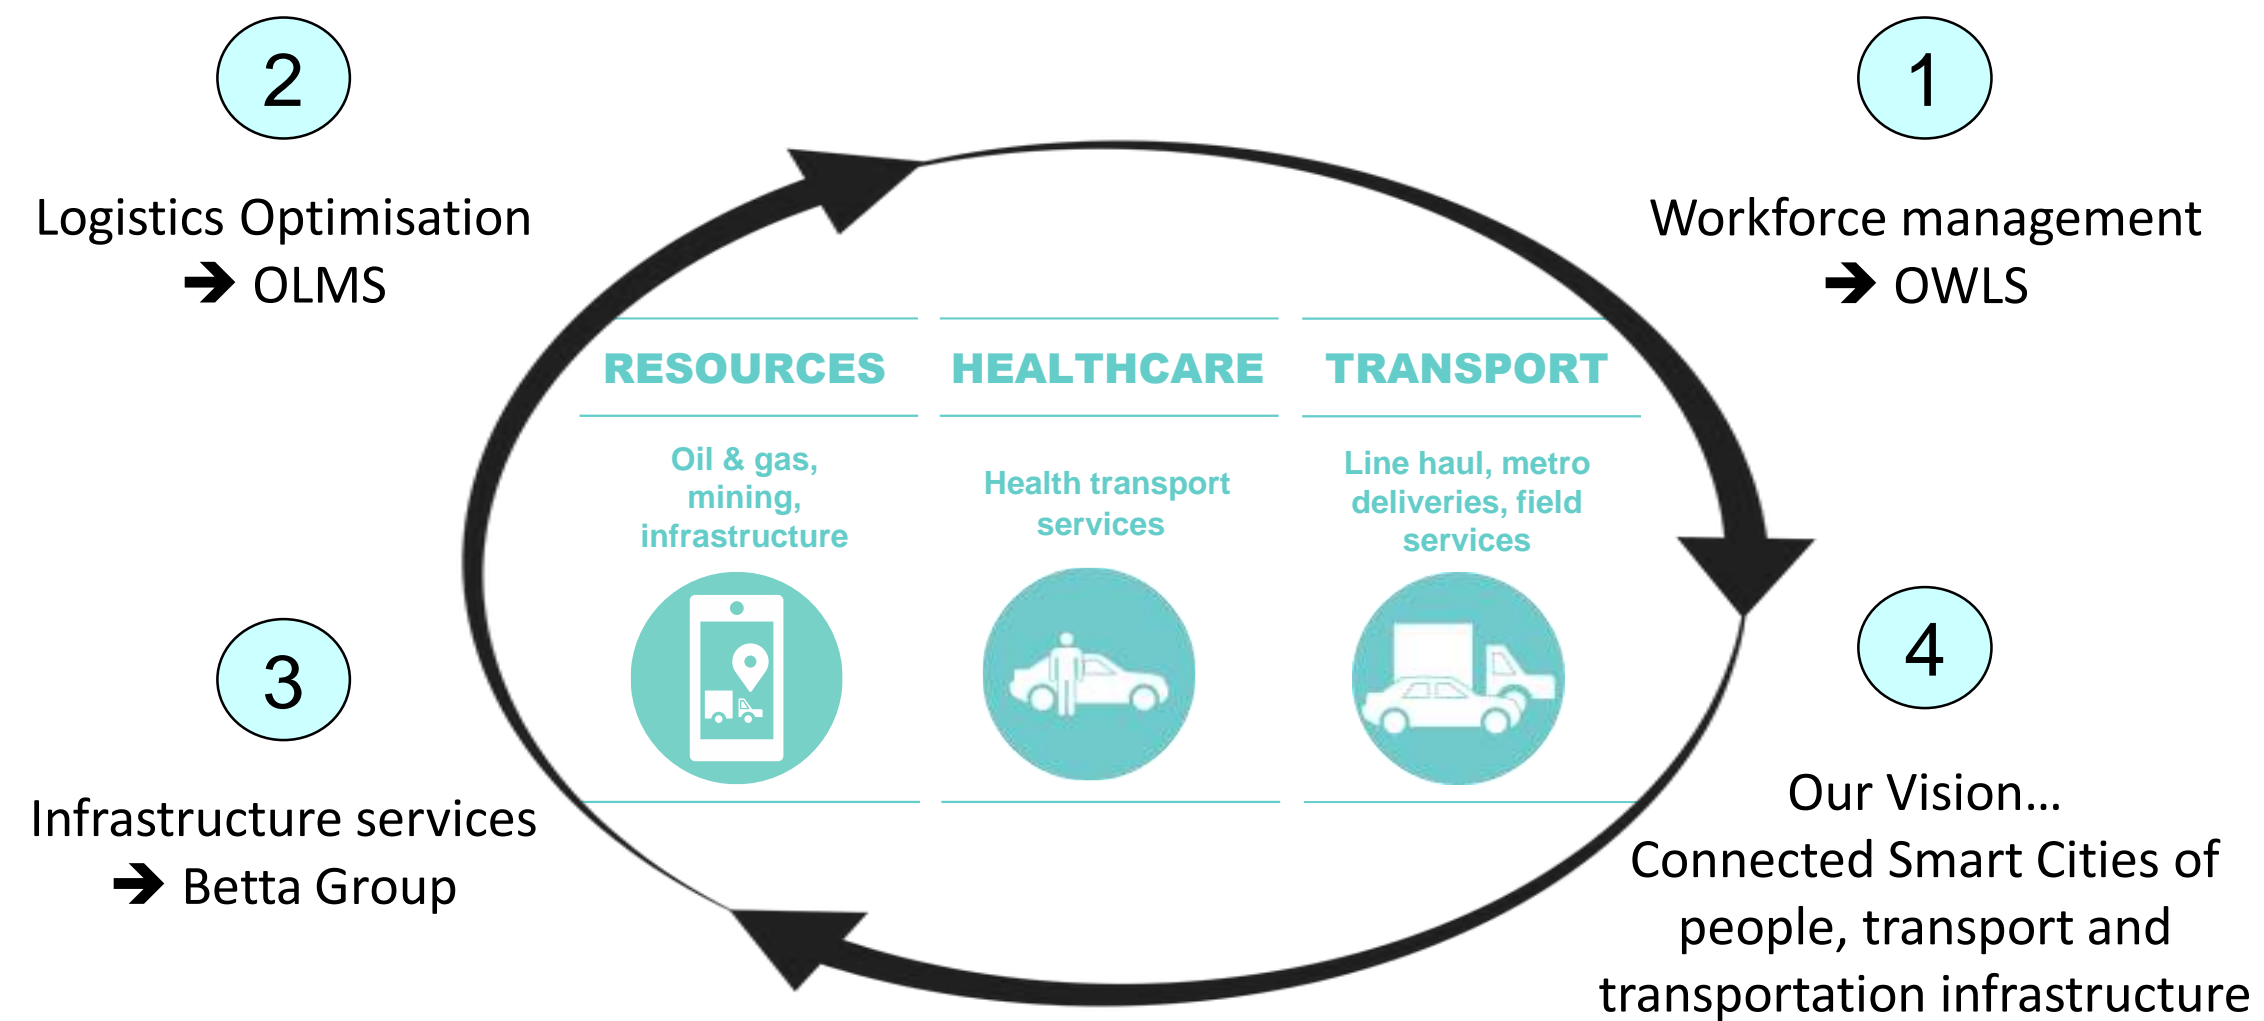 2
Logistics Optimisation
➔ OLMS
1
Workforce management
➔ OWLS
RESOURCES
Oil & gas,
mining,
infrastructure
HEALTHCARE
Health transport
services
TRANSPORT
Line haul, metro
deliveries, field
services
3
Infrastructure services
➔ Betta Group
4
Our Vision…
Connected Smart Cities of
people, transport and
transportation infrastructure